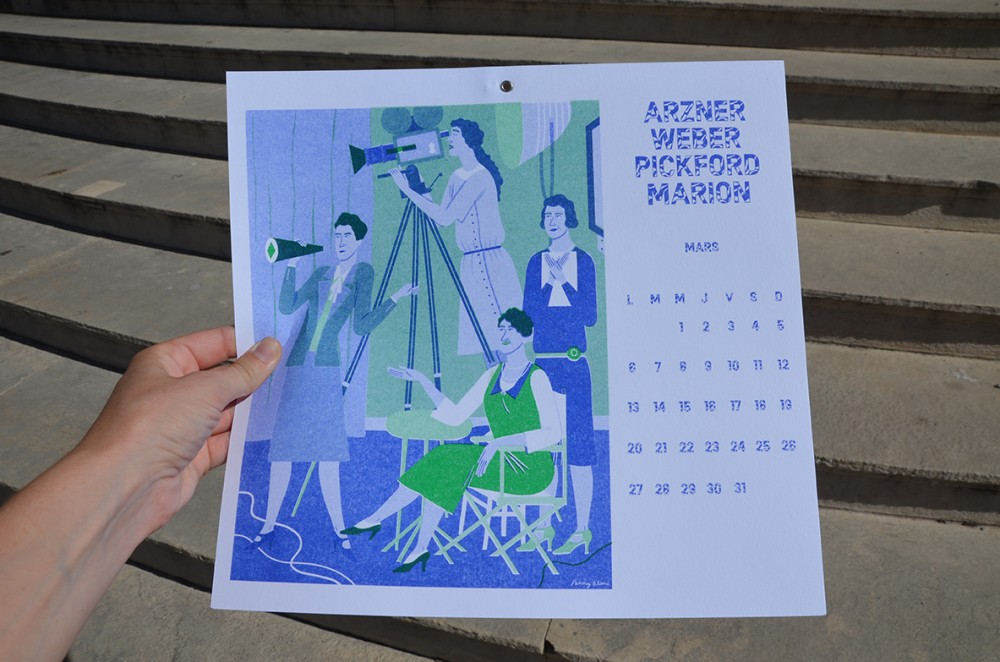 ARZNER
WEBER
PICKFORD
MARION
MARS
L M M J V S D
1 2 3 4 5
6 7 8 9 10 11 12
13 14 15 16 17 18 19
20 21 22 23 24 25 26
27 28 29 30 31